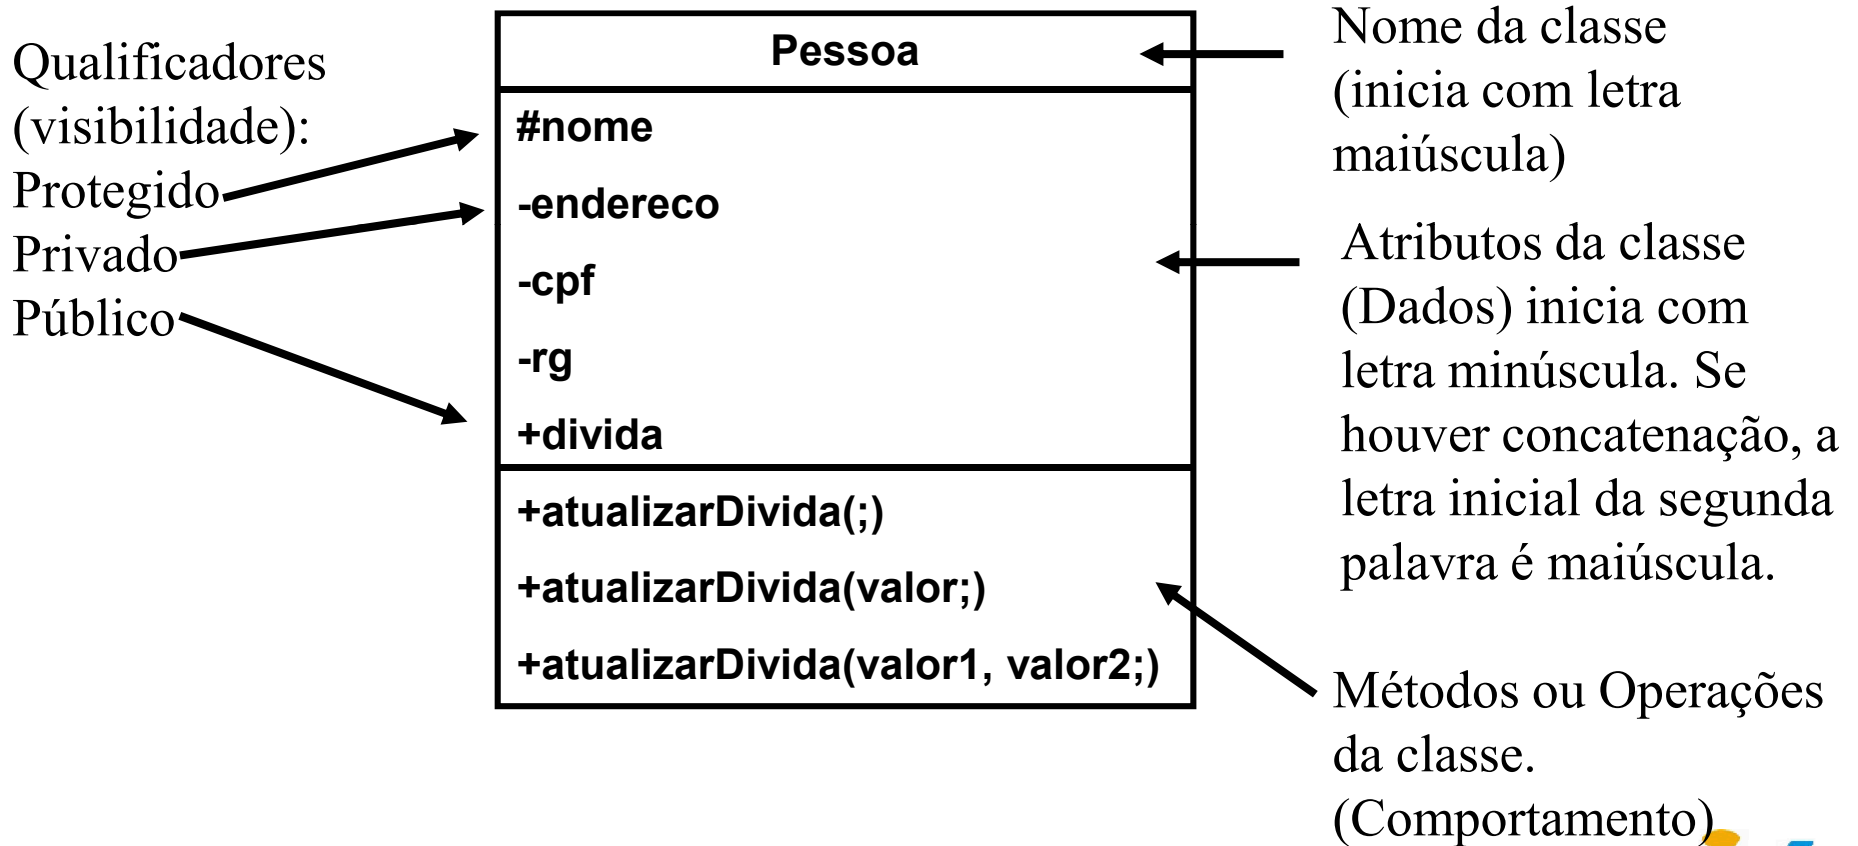 Qualificadores
(visibilidade):
Protegido
Privado
Público
Pessoa
#nome
-endereco
-cpf
-rg
+divida
+atualizarDivida(;)
+atualizarDivida(valor;)
+atualizarDivida(valor1, valor2;)
Nome da classe
(inicia com letra
maiúscula)
Atributos da classe
(Dados) inicia com
letra minúscula. Se
houver concatenação, a
letra inicial da segunda
palavra é maiúscula.
Métodos ou Operações
da classe.
(Comportamento)